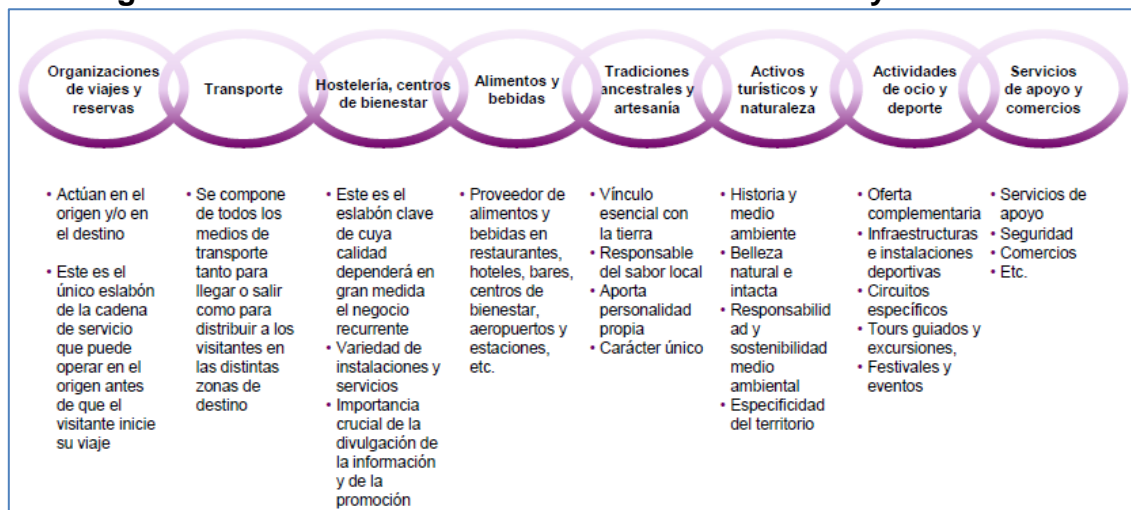 Organizaciones
de viajes y
reservas
Transporte
Hostelería, centros
de bienestar
Alimentos y
bebidas
Tradiciones
ancestrales y
artesanía
Activos
turísticos y
naturaleza
Actividades
de ocio y
deporte
Servicios
de apoyo y
comercios
• Actúan en el
origen y/o en
el destino
• Este es el
único eslabón
de la cadena
de servicio
que puede
operar en el
origen antes
de que el
visitante inicie
su viaje
• Se compone
de todos los
medios de
transporte
tanto para
llegar o salir
como para
distribuir a los
visitantes en
las distintas
zonas de
destino
• Este es el
eslabón clave
de cuya
calidad
dependerá en
gran medida
el negocio
recurrente
• Variedad de
instalaciones y
servicios
• Importancia
crucial de la
divulgación de
la información
y de la
promoción
• Proveedor de
alimentos y
bebidas en
restaurantes,
hoteles, bares,
centros de
bienestar,
aeropuertos y
estaciones,
etc.
• Vínculo
esencial con
la tierra
• Responsable
del sabor local
• Aporta
personalidad
propia
• Carácter único
• Historia y
medio
ambiente
• Belleza
natural e
intacta
• Responsabilid
ad y
sostenibilidad
medio
ambiental
• Especificidad
del territorio
• Oferta
complementaria
• Infraestructuras
e instalaciones
deportivas
• Circuitos
específicos
• Tours guiados y
excursiones,
• Festivales y
eventos
• Servicios de
apoyo
• Seguridad
• Comercios
• Etc.